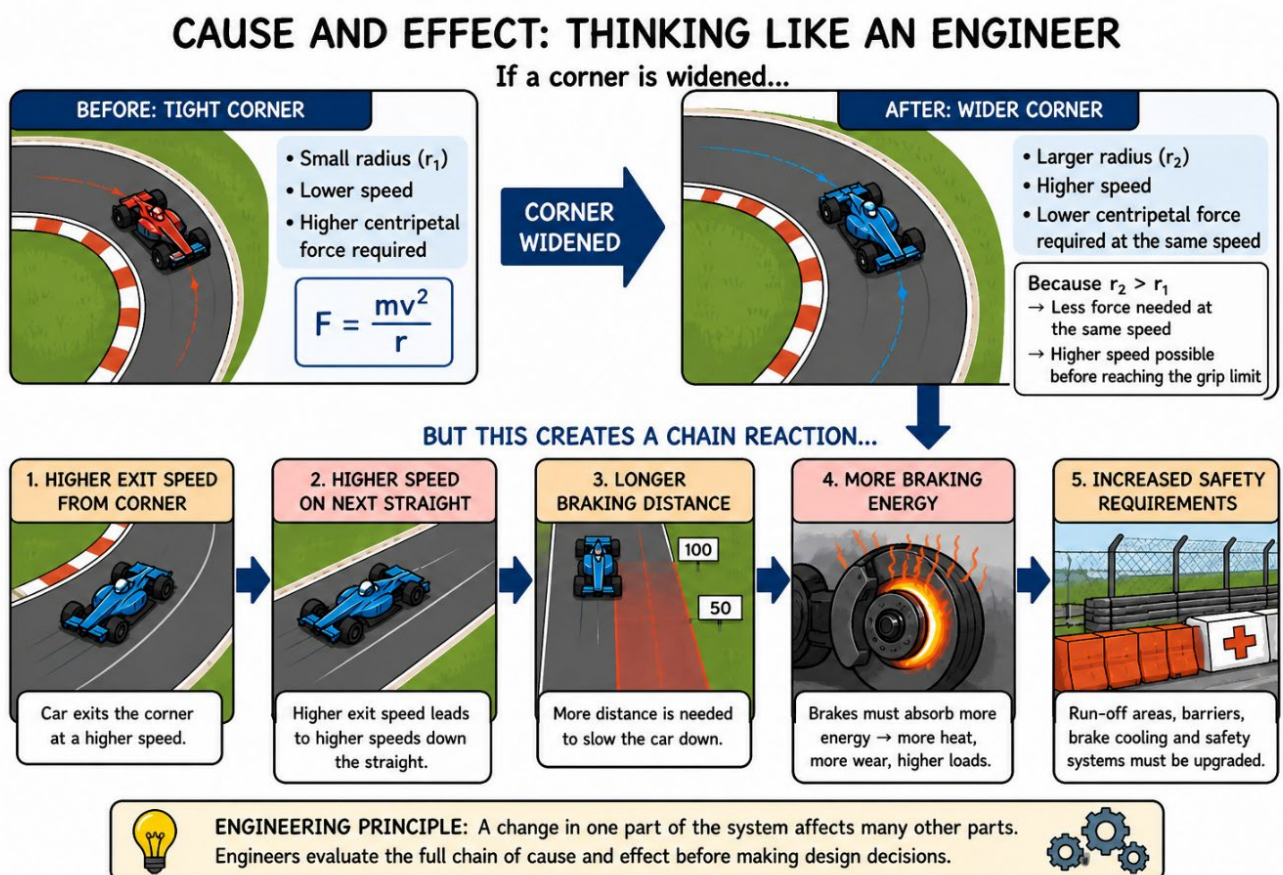 CAUSE AND EFFECT: THINKING LIKE AN ENGINEER
If a corner is widened...
BEFORE: TIGHT CORNER
• Small radius (r₁)
• Lower speed
• Higher centripetal
force required
F = mv²
r
CORNER
WIDENED
AFTER: WIDER CORNER
• Larger radius (r₂)
• Higher speed
• Lower centripetal force
required at the same speed
Because r₂ > r₁
→ Less force needed at
the same speed
→ Higher speed possible
before reaching the grip limit
BUT THIS CREATES A CHAIN REACTION...
1. HIGHER EXIT SPEED
FROM CORNER
Car exits the corner
at a higher speed.
2. HIGHER SPEED
ON NEXT STRAIGHT
Higher exit speed leads
to higher speeds down
the straight.
3. LONGER
BRAKING DISTANCE
100
50
More distance is needed
to slow the car down.
4. MORE BRAKING
ENERGY
Brakes must absorb more
energy → more heat,
more wear, higher loads.
5. INCREASED SAFETY
REQUIREMENTS
Run-off areas, barriers,
brake cooling and safety
systems must be upgraded.
ENGINEERING PRINCIPLE: A change in one part of the system affects many other parts.
Engineers evaluate the full chain of cause and effect before making design decisions.